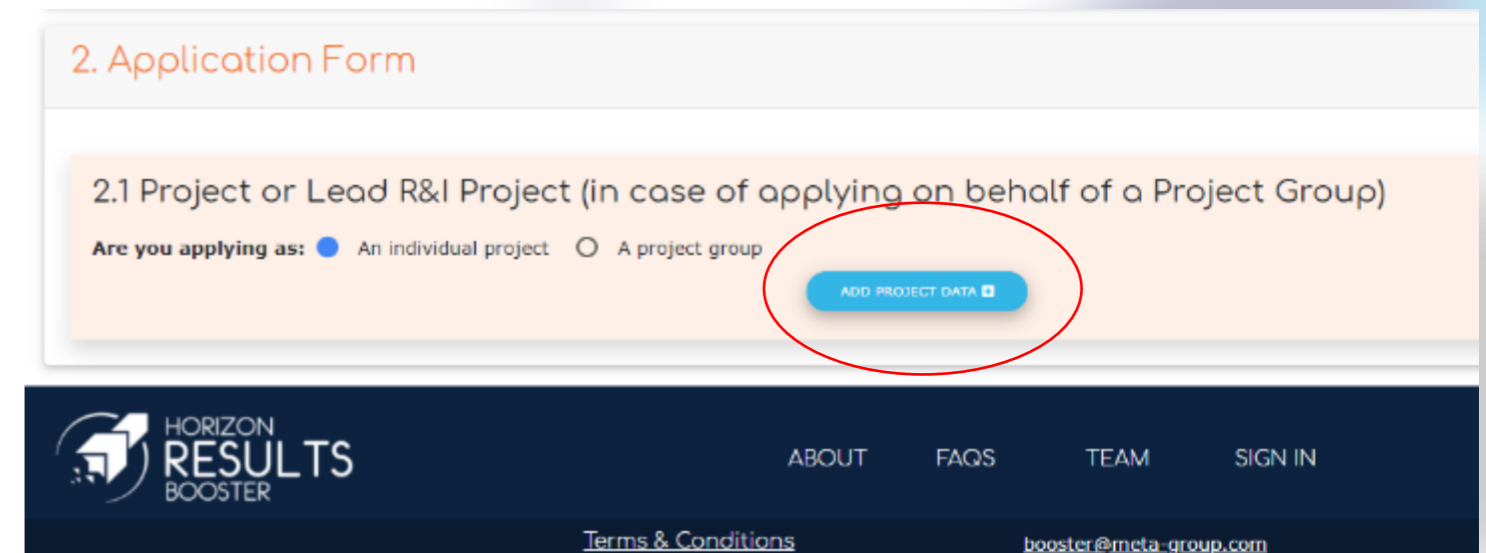 2. Application Form
2.1 Project or Lead R&I Project (in case of applying on behalf of a Project Group)
Are you applying as: An individual project A project group
ADD PROJECT DATA
HORIZON
RESULTS
BOOSTER
ABOUT FAQS TEAM SIGN IN
Terms & Conditions booster@meta-group.com